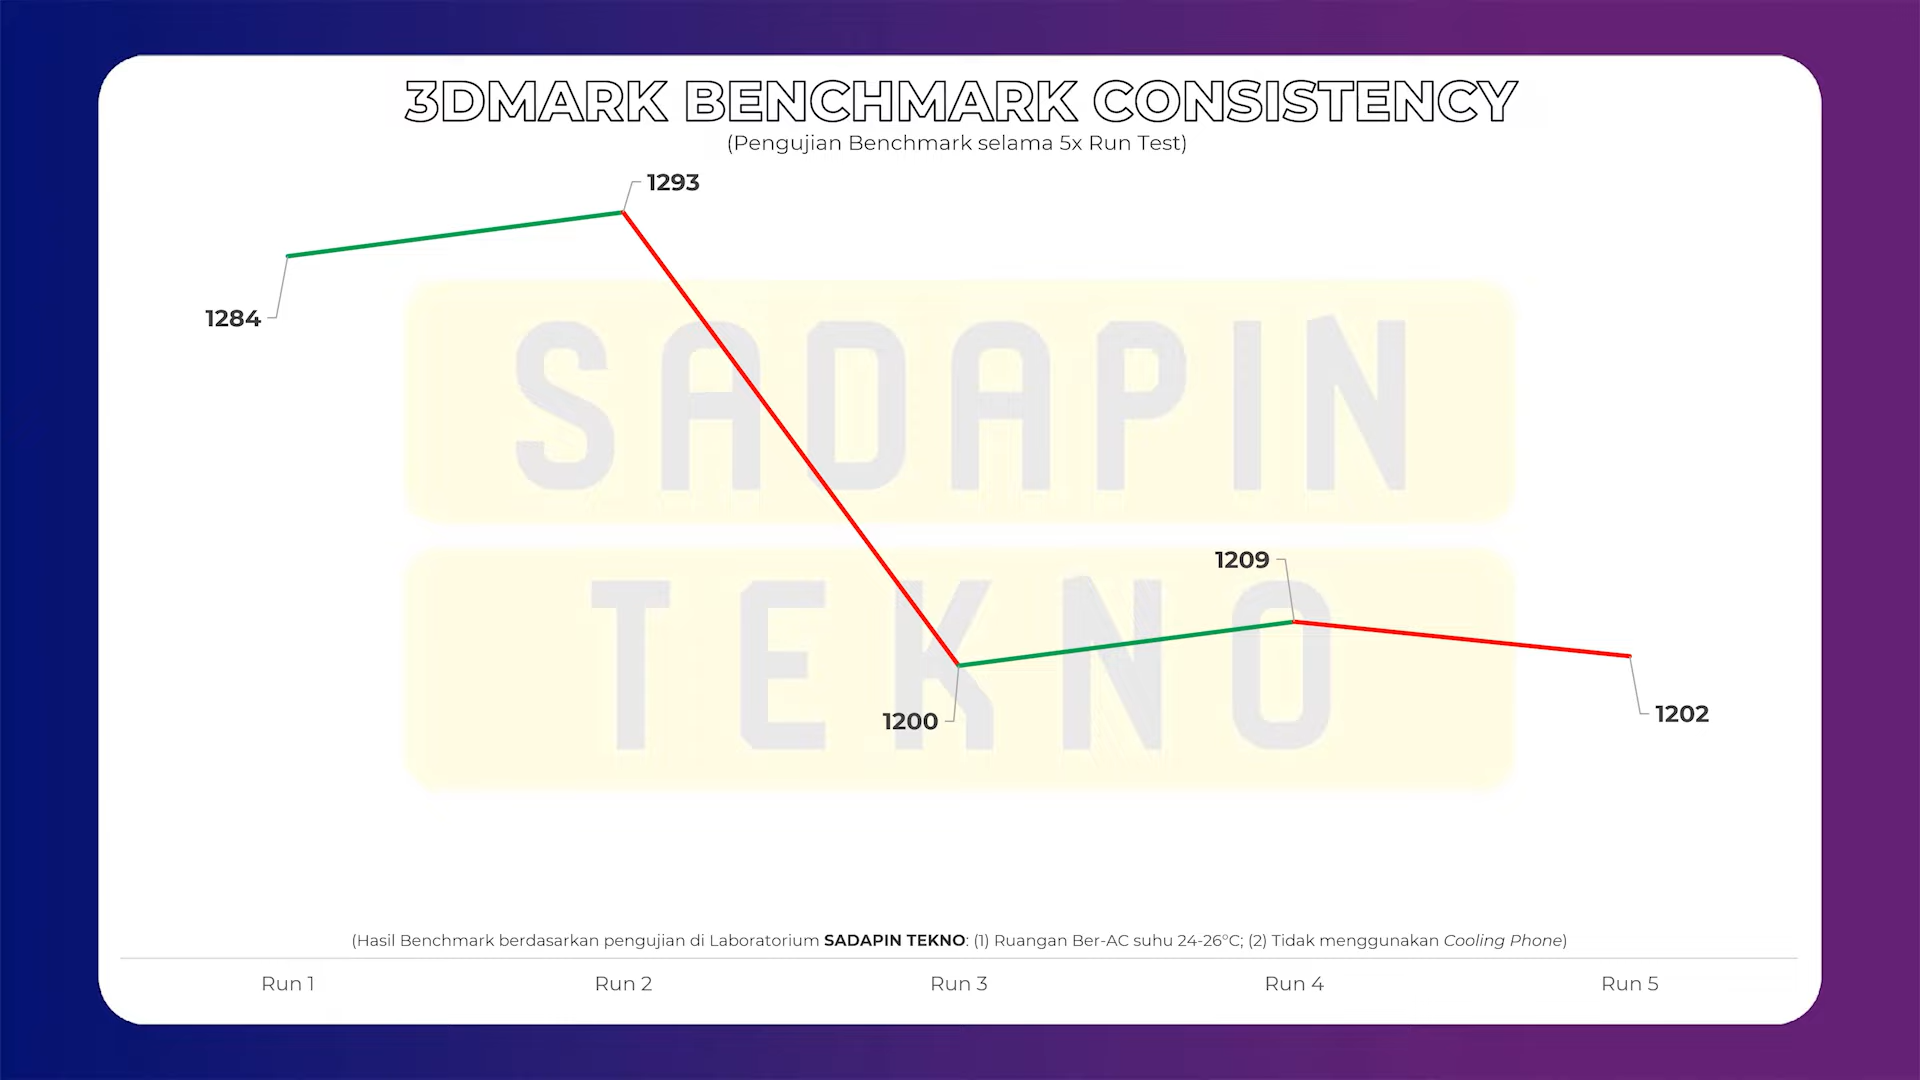 3DMARK BENCHMARK CONSISTENCY
(Pengujian Benchmark selama 5x Run Test)
1293
1284
SADAPIN
1209
TEKNO
1200
1202
(Hasil Benchmark berdasarkan pengujian di Laboratorium SADAPIN TEKNO: (1) Ruangan Ber-AC suhu 24-26°C; (2) Tidak menggunakan Cooling Phone)
Run 1 Run 2 Run 3 Run 4 Run 5